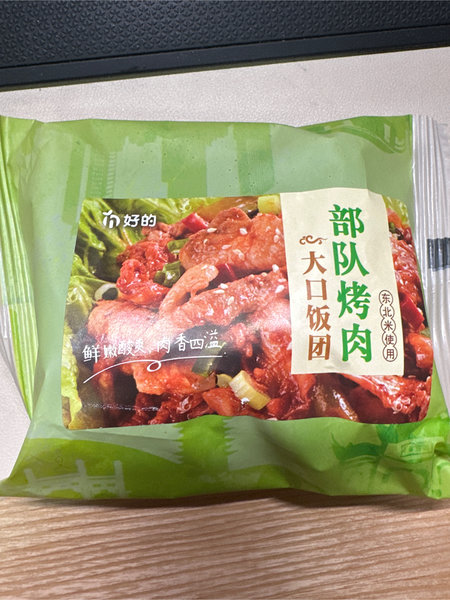 好的
部队烤肉
大口饭团
东北米使用
鲜嫩酸爽 肉香四溢